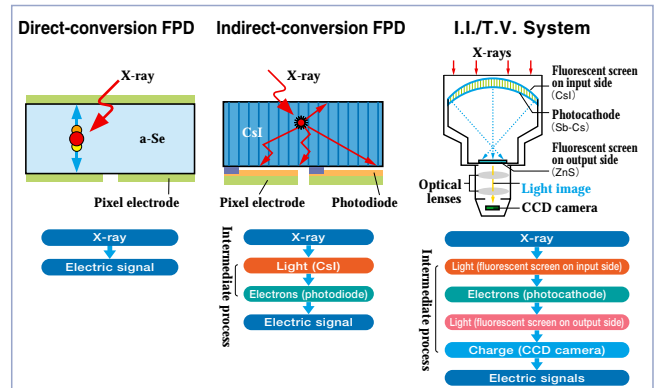 Direct-conversion FPD
X-ray
a-Se
Pixel electrode
X-ray
Electric signal
Indirect-conversion FPD
X-ray
CsI
Pixel electrode
Photodiode
Intermediate process
X-ray
Light (CsI)
Electrons (photodiode)
Electric signal
I.I./T.V. System
X-rays
Fluorescent screen
on input side
(CsI)
Photocathode
(Sb-Cs)
Fluorescent screen
on output side
(ZnS)
Optical
lenses
Light image
CCD camera
Intermediate process
X-ray
Light (fluorescent screen on input side)
Electrons (photocathode)
Light (fluorescent screen on output side)
Charge (CCD camera)
Electric signals